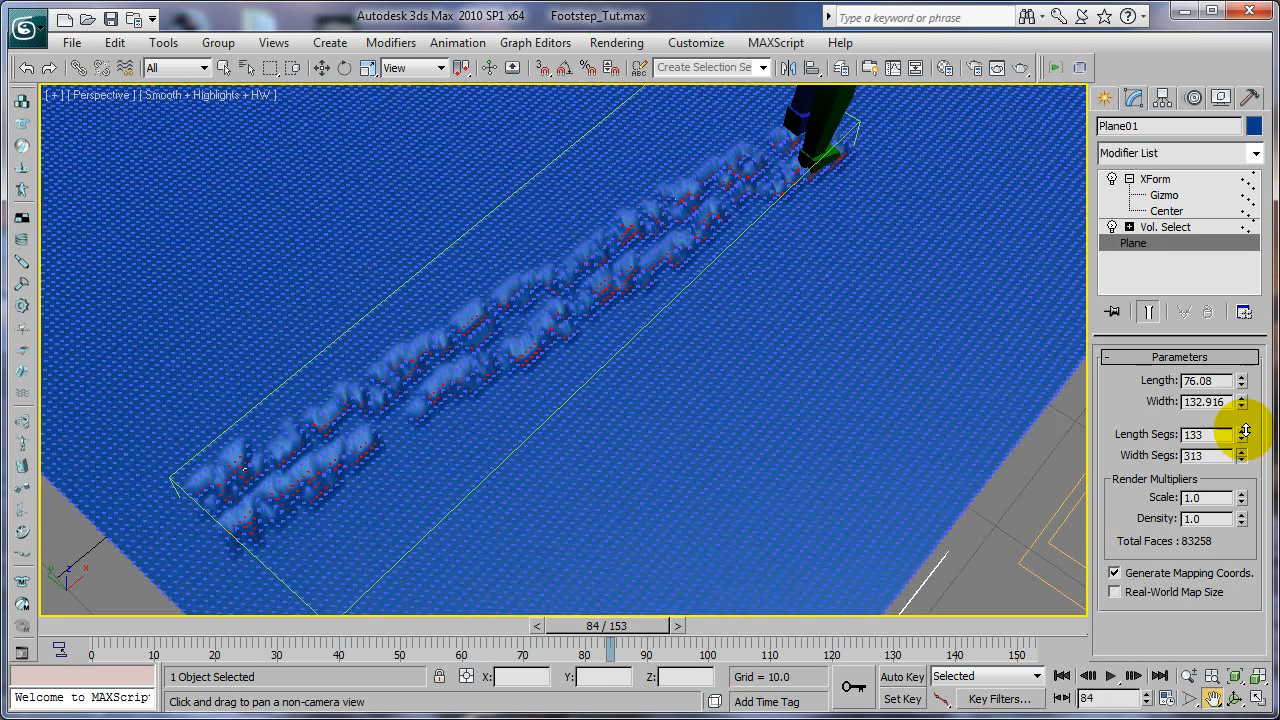 Autodesk 3ds Max 2010 SP1 x64 Footstep_Tut.max
Type a keyword or phrase
File Edit Tools Group Views Create Modifiers Animation Graph Editors Rendering Customize MAXScript Help
All View Create Selection Se
[ + ] [ Perspective ] [ Smooth + Highlights + HW ]
Plane01
Modifier List
XForm
Gizmo
Center
Vol. Select
Plane
Parameters
Length: 76.08
Width: 132.916
Length Segs: 133
Width Segs: 313
Render Multipliers
Scale: 1.0
Density: 1.0
Total Faces : 83258
Generate Mapping Coords.
Real-World Map Size
z
y
x
< 84 / 153 >
0 10 20 30 40 50 60 70 80 90 100 110 120 130 140 150
1 Object Selected X: Y: Z: Grid = 10.0 Auto Key Selected
Welcome to MAXScrip Click and drag to pan a non-camera view Add Time Tag Set Key Key Filters... 84